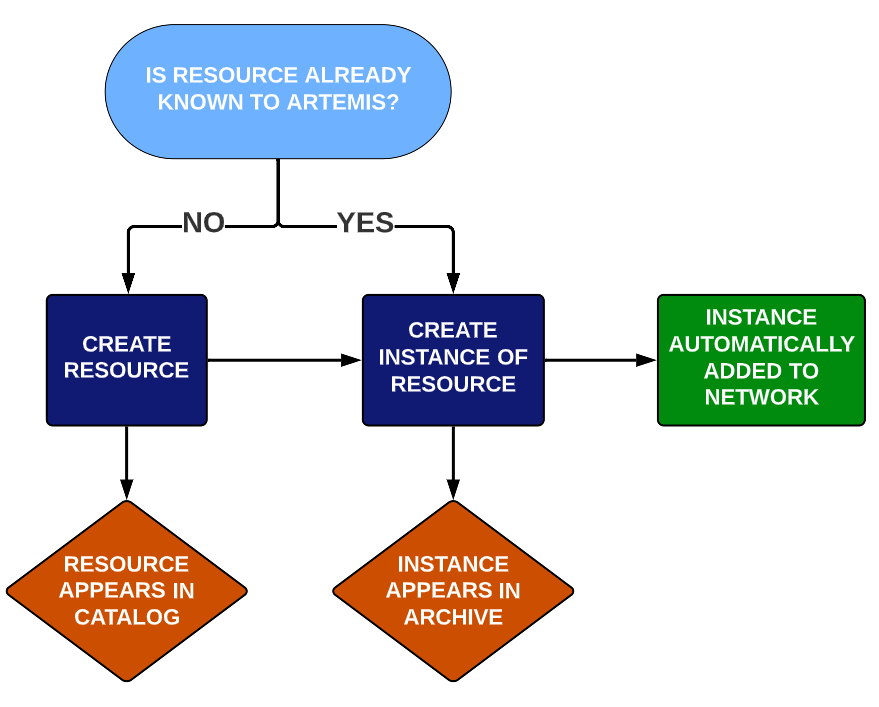 IS RESOURCE ALREADY
KNOWN TO ARTEMIS?
NO
YES
CREATE
RESOURCE
CREATE
INSTANCE OF
RESOURCE
INSTANCE
AUTOMATICALLY
ADDED TO
NETWORK
RESOURCE
APPEARS IN
CATALOG
INSTANCE
APPEARS IN
ARCHIVE